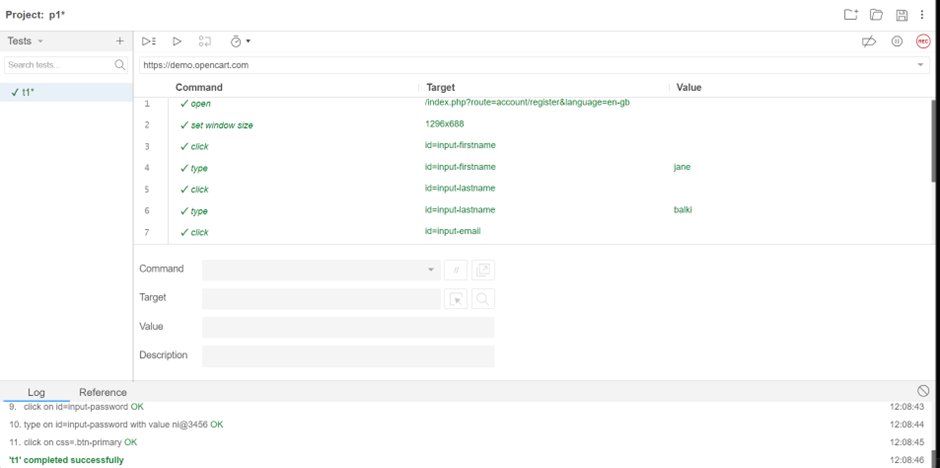 Project: p1*
Tests
Search tests...
✓ t1*
https://demo.opencart.com
Command Target Value
1 ✓ open /index.php?route=account/register&language=en-gb
2 ✓ set window size 1296x688
3 ✓ click id=input-firstname
4 ✓ type id=input-firstname jane
5 ✓ click id=input-lastname
6 ✓ type id=input-lastname balki
7 ✓ click id=input-email
Command //
Target
Value
Description
Log Reference
9. click on id=input-password OK 12:08:43
10. type on id=input-password with value ni@3456 OK 12:08:44
11. click on css=.btn-primary OK 12:08:45
't1' completed successfully 12:08:46
REC